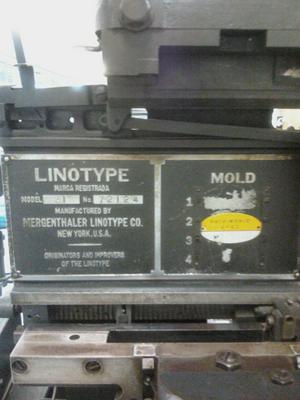 LINOTYPE
MARCA REGISTRADA
MODEL 31 No. 72124
MANUFACTURED BY
MERGENTHALER LINOTYPE CO.
NEW YORK, U.S.A.
ORIGINATORS AND IMPROVERS
OF THE LINOTYPE
MOLD
1
2
3
4